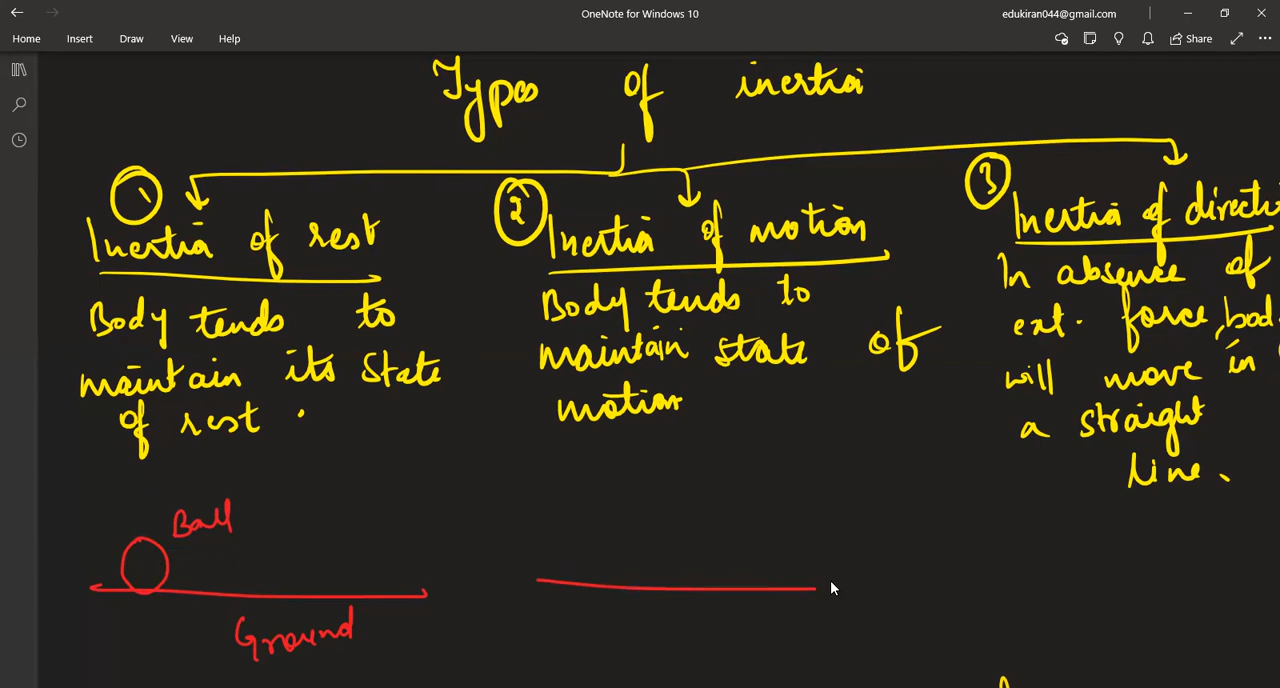 OneNote for Windows 10
edukiran044@gmail.com
Home
Insert
Draw
View
Help
Share
Types of inertia
1
Inertia of rest
Body tends to
maintain its state
of rest .
2
Inertia of motion
Body tends to
maintain state of
motion
3
Inertia of directi
In absence of
ext. force, bod
will move in
a straight
line .
Ball
Ground